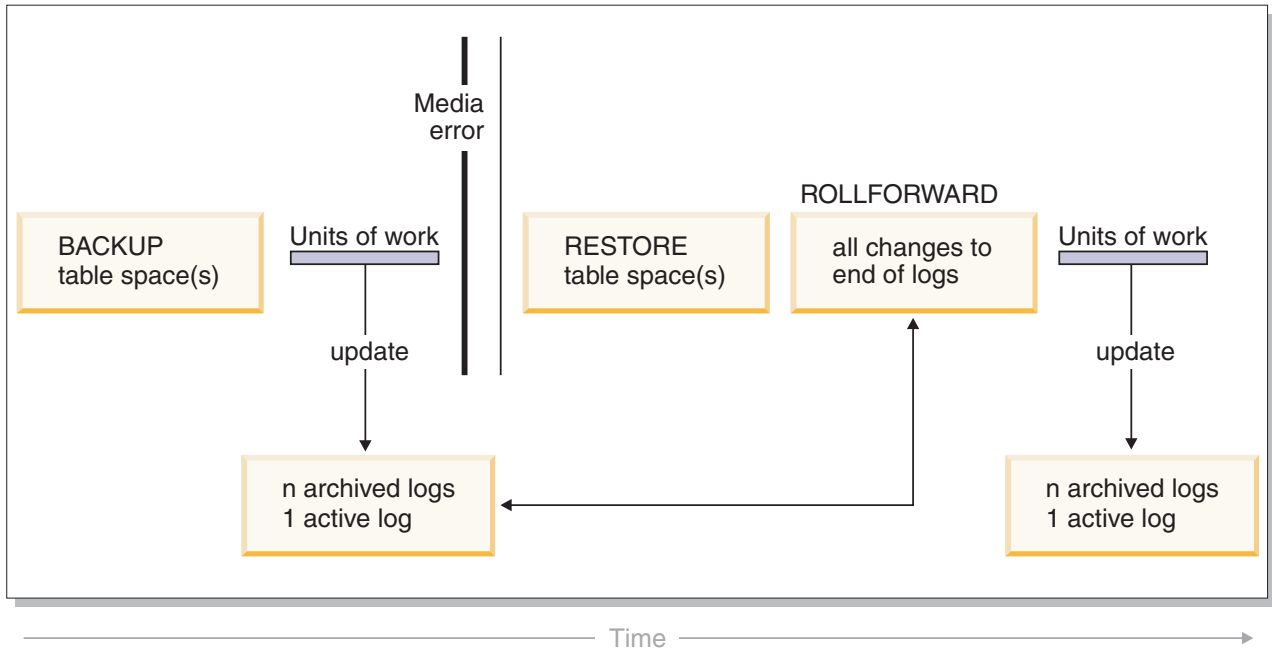 Media
error
ROLLFORWARD
BACKUP
table space(s)
Units of work
RESTORE
table space(s)
all changes to
end of logs
Units of work
update
update
n archived logs
1 active log
n archived logs
1 active log
Time